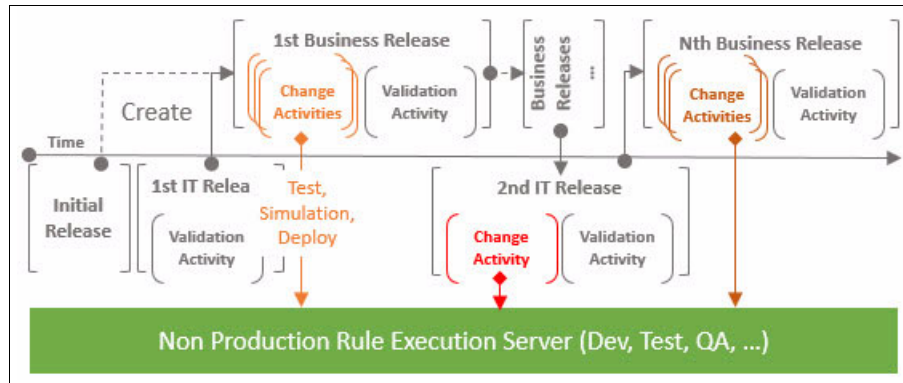 1st Business Release
Change
Activities
Validation
Activity
Business
Releases
...
Nth Business Release
Change
Activities
Validation
Activity
Create
Time
Initial
Release
1st IT Relea
Validation
Activity
Test,
Simulation,
Deploy
2nd IT Release
Change
Activity
Validation
Activity
Non Production Rule Execution Server (Dev, Test, QA, ...)